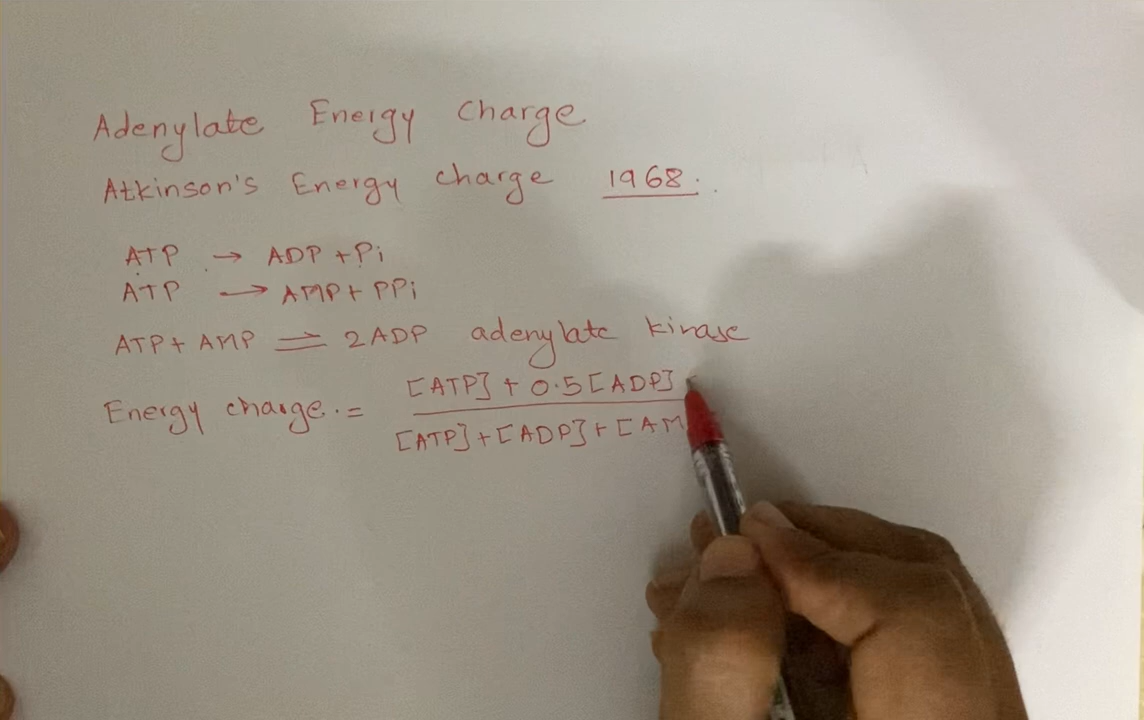 Adenylate Energy Charge
Atkinson's Energy charge 1968.
ATP → ADP + Pi
ATP → AMP + PPi
ATP + AMP ⇌ 2ADP adenylate kinase
Energy charge. = [ATP] + 0.5[ADP]
[ATP] + [ADP] + [AM